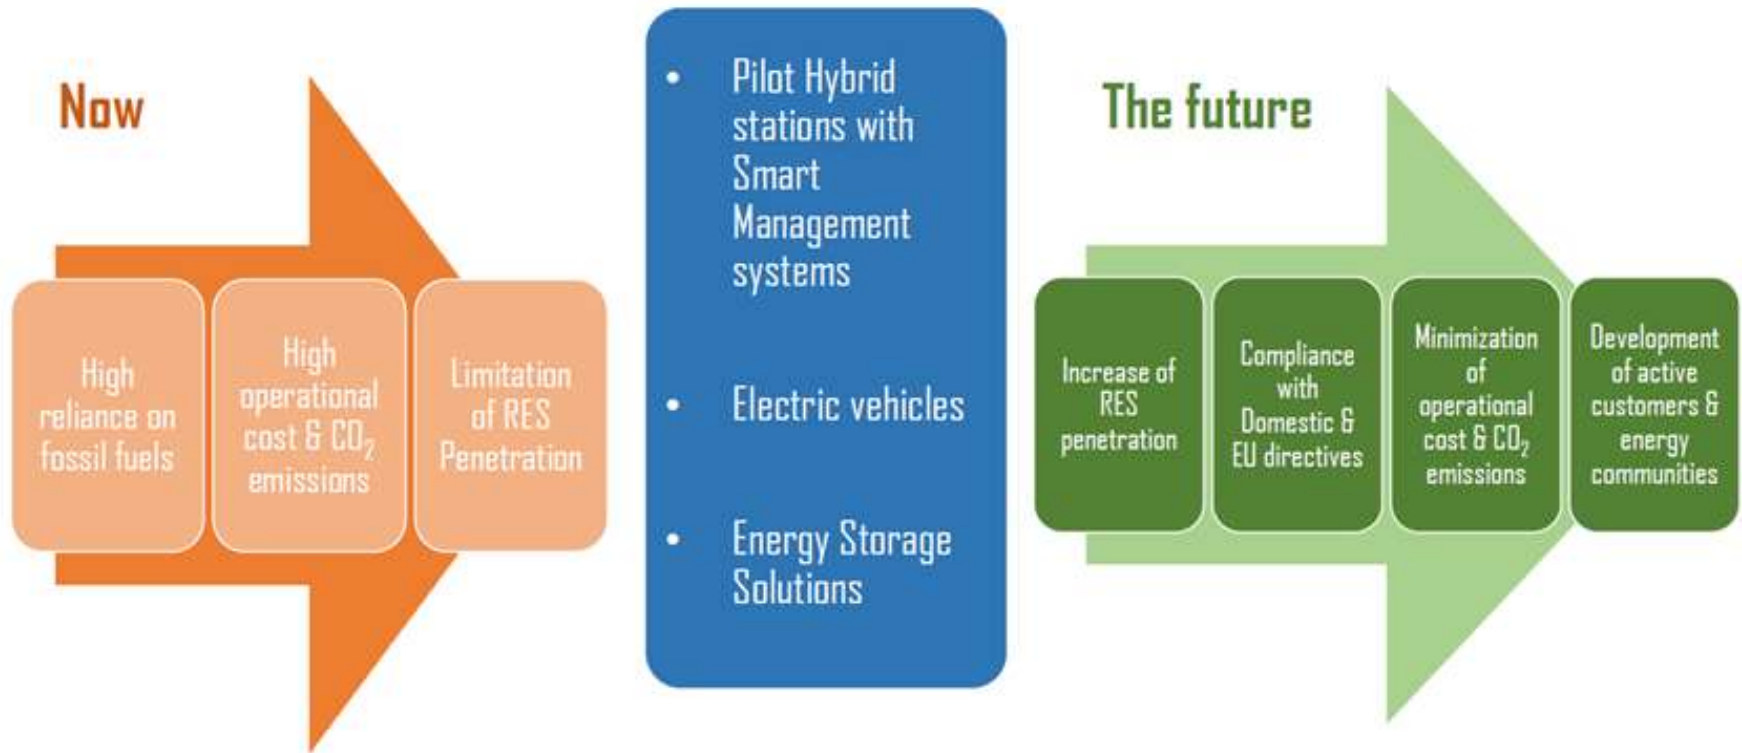 Now
High
reliance on
fossil fuels
High
operational
cost & CO₂
emissions
Limitation
of RES
Penetration
• Pilot Hybrid
stations with
Smart
Management
systems
• Electric vehicles
• Energy Storage
Solutions
The future
Increase of
RES
penetration
Compliance
with
Domestic &
EU directives
Minimization
of
operational
cost & CO₂
emissions
Development
of active
customers &
energy
communities